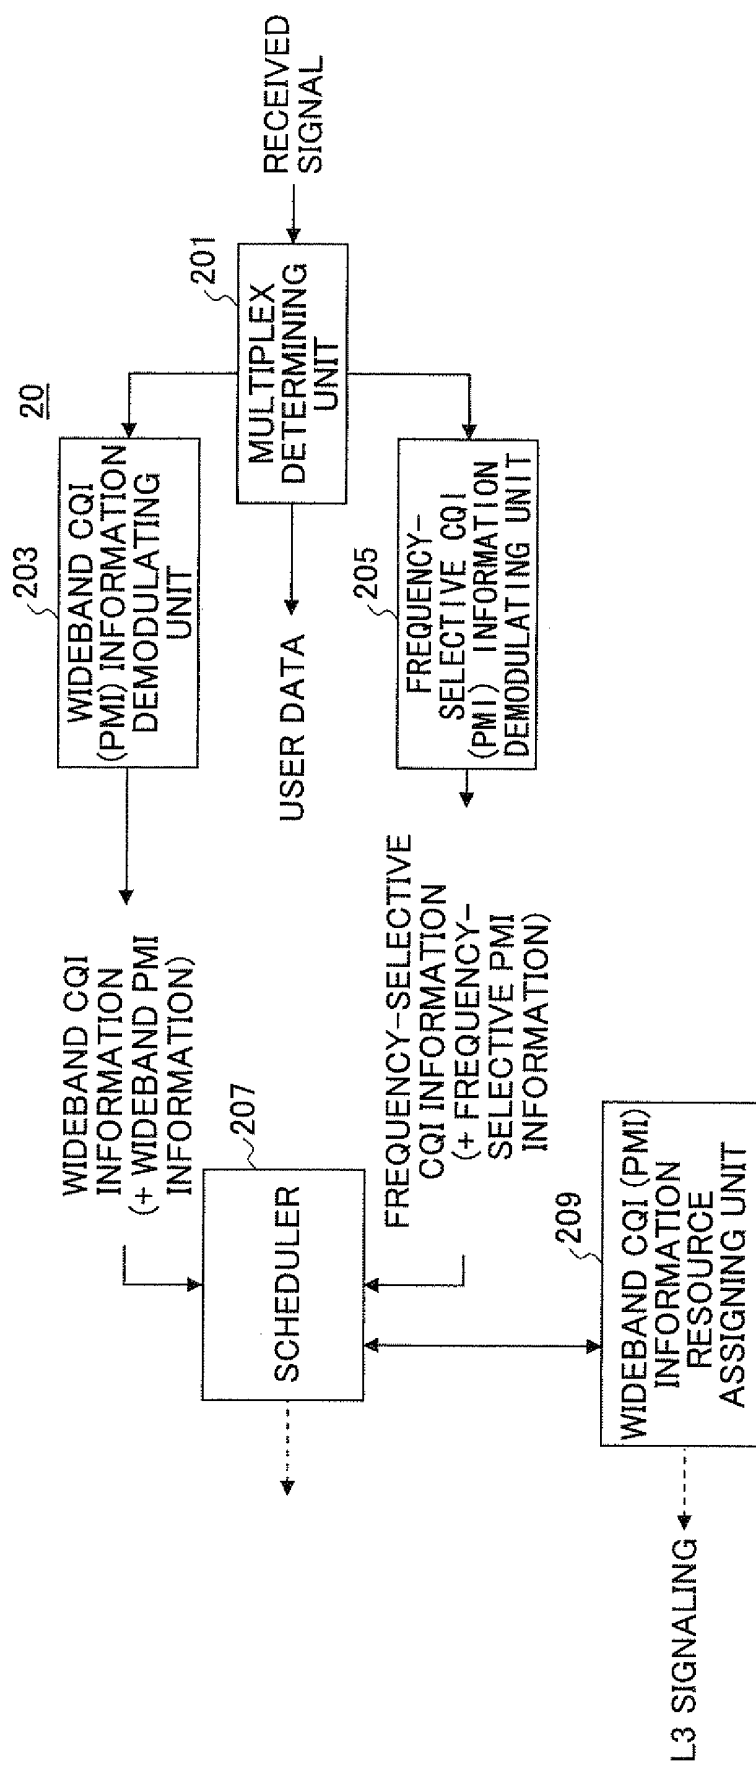 20
RECEIVED
SIGNAL
201
MULTIPLEX
DETERMINING
UNIT
203
WIDEBAND CQI
(PMI) INFORMATION
DEMODULATING
UNIT
USER DATA
205
FREQUENCY-
SELECTIVE CQI
(PMI) INFORMATION
DEMODULATING UNIT
WIDEBAND CQI
INFORMATION
(+ WIDEBAND PMI
INFORMATION)
FREQUENCY-SELECTIVE
CQI INFORMATION
(+ FREQUENCY-
SELECTIVE PMI
INFORMATION)
207
SCHEDULER
209
WIDEBAND CQI (PMI)
INFORMATION
RESOURCE
ASSIGNING UNIT
L3 SIGNALING